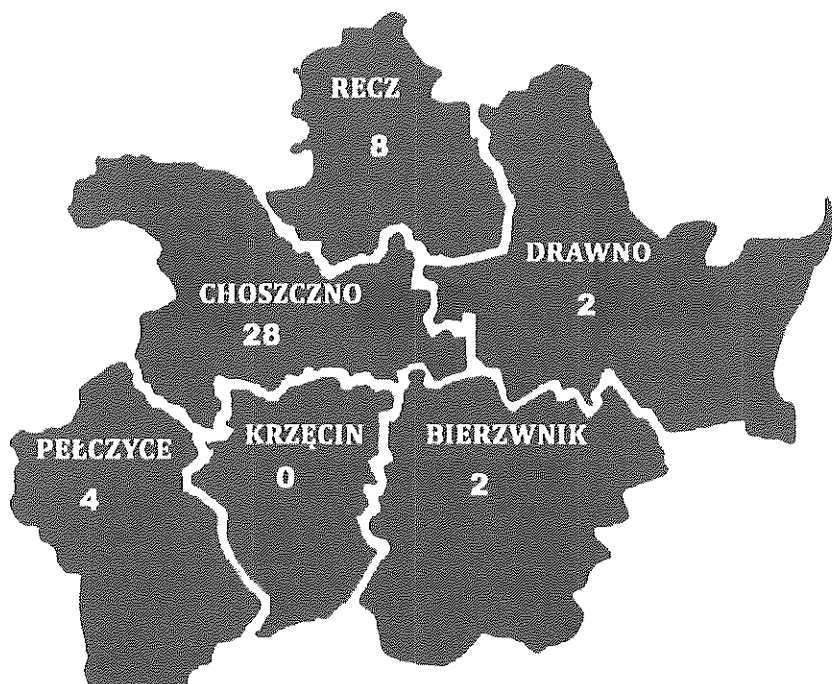 RECZ
8
DRAWNO
2
CHOSZCZNO
28
PEŁCZYCE
4
KRZĘCIN
0
BIERZWNIK
2